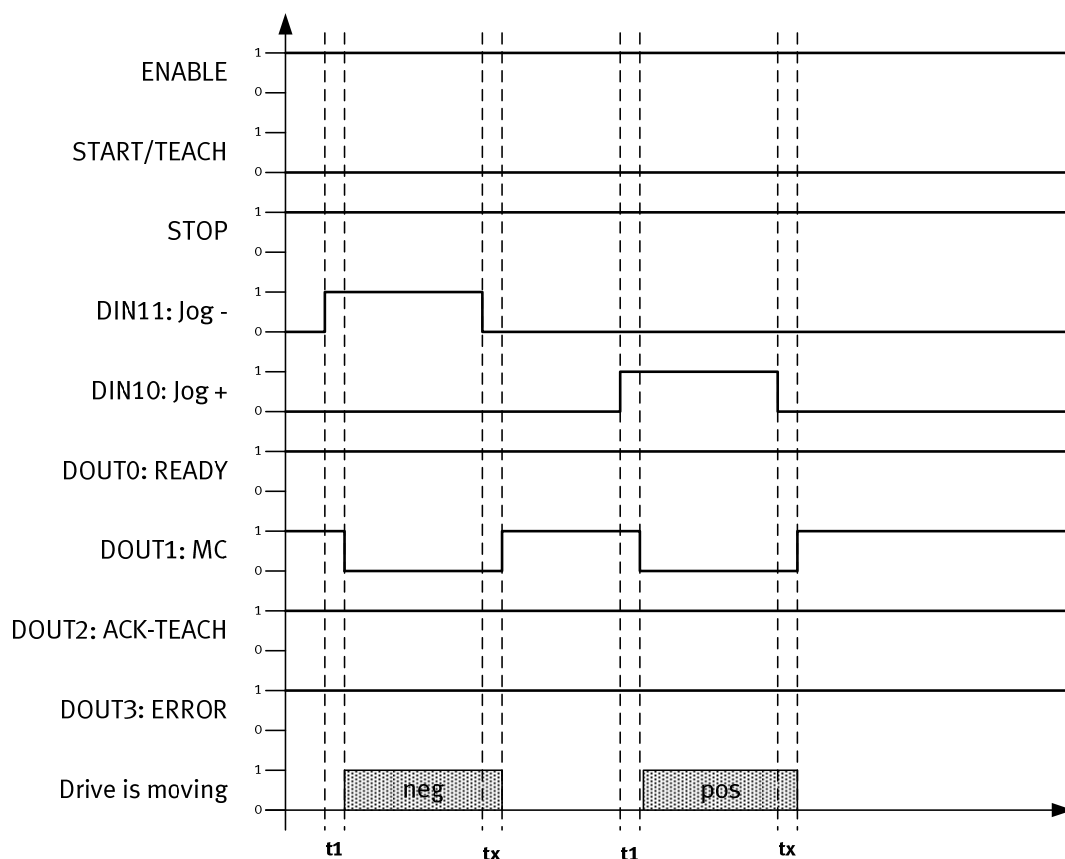 1
ENABLE
0
1
START/TEACH
0
1
STOP
0
1
DIN11: Jog -
0
1
DIN10: Jog +
0
1
DOUT0: READY
0
1
DOUT1: MC
0
1
DOUT2: ACK-TEACH
0
1
DOUT3: ERROR
0
1
Drive is moving neg pos
0
t1 tx t1 tx